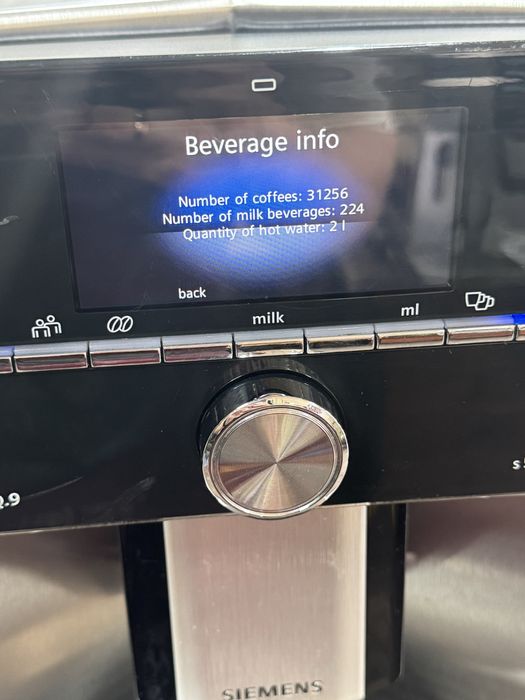 Beverage info
Number of coffees: 31256
Number of milk beverages: 224
Quantity of hot water: 2 l
back
milk
ml
SIEMENS